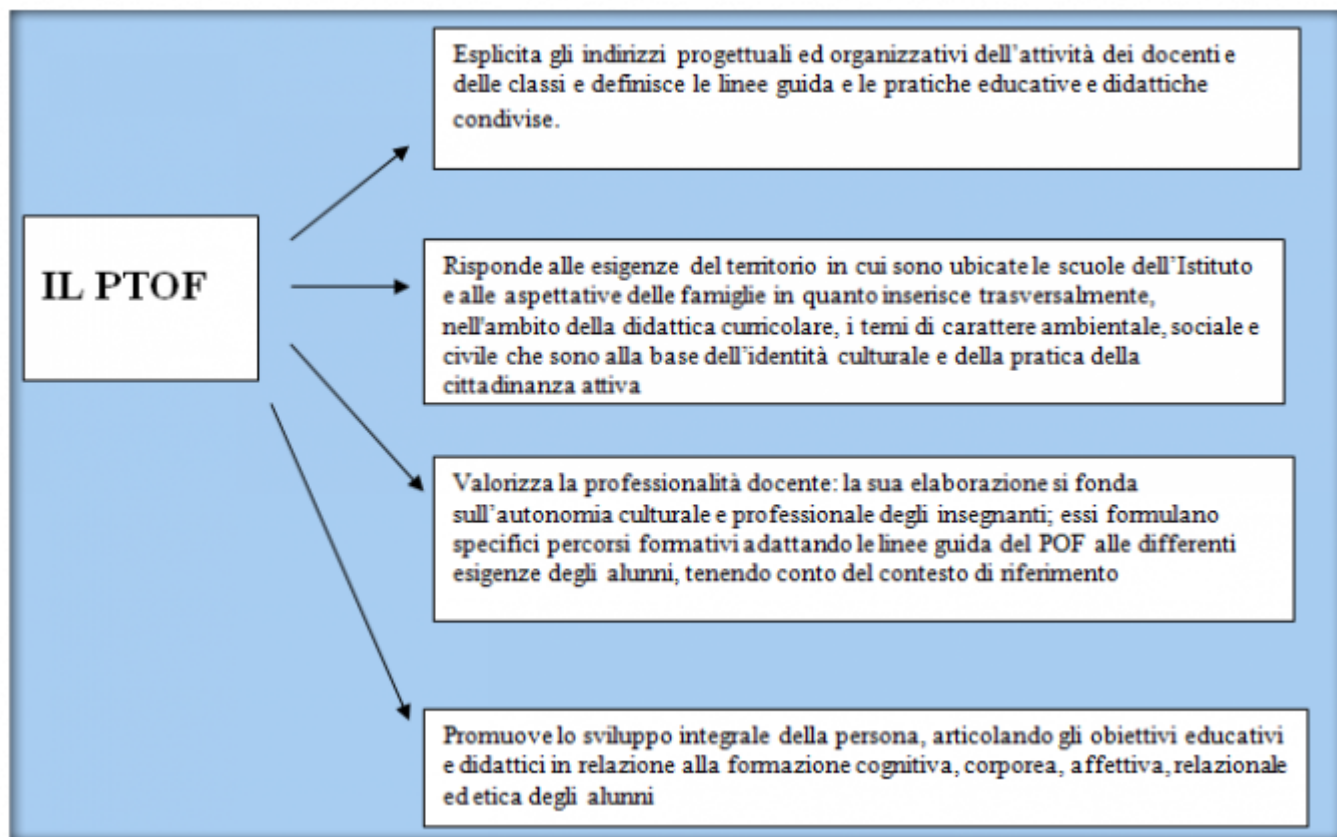 Esplicita gli indirizzi progettuali ed organizzativi dell'attività dei docenti e
delle classi e definisce le linee guida e le pratiche educative e didattiche
condivise.
IL PTOF
Risponde alle esigenze del territorio in cui sono ubicate le scuole dell'Istituto
e alle aspettative delle famiglie in quanto inserisce trasversalmente,
nell'ambito della didattica curricolare, i temi di carattere ambientale, sociale e
civile che sono alla base dell'identità culturale e della pratica della
cittadinanza attiva
Valorizza la professionalità docente: la sua elaborazione si fonda
sull'autonomia culturale e professionale degli insegnanti; essi formulano
specifici percorsi formativi adattando le linee guida del POF alle differenti
esigenze degli alunni, tenendo conto del contesto di riferimento
Promuove lo sviluppo integrale della persona, articolando gli obiettivi educativi
e didattici in relazione alla formazione cognitiva, corporea, affettiva, relazionale
ed etica degli alunni